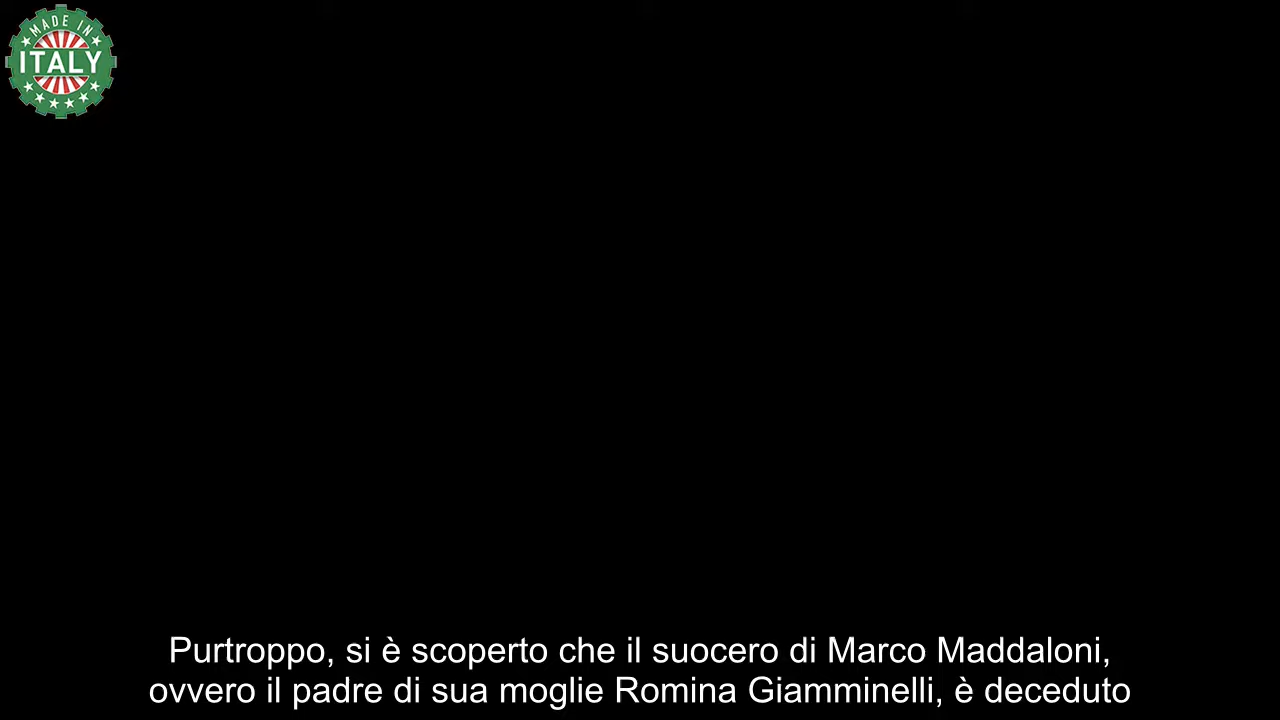 MADE IN
ITALY
Purtroppo, si è scoperto che il suocero di Marco Maddaloni,
ovvero il padre di sua moglie Romina Giamminelli, è deceduto